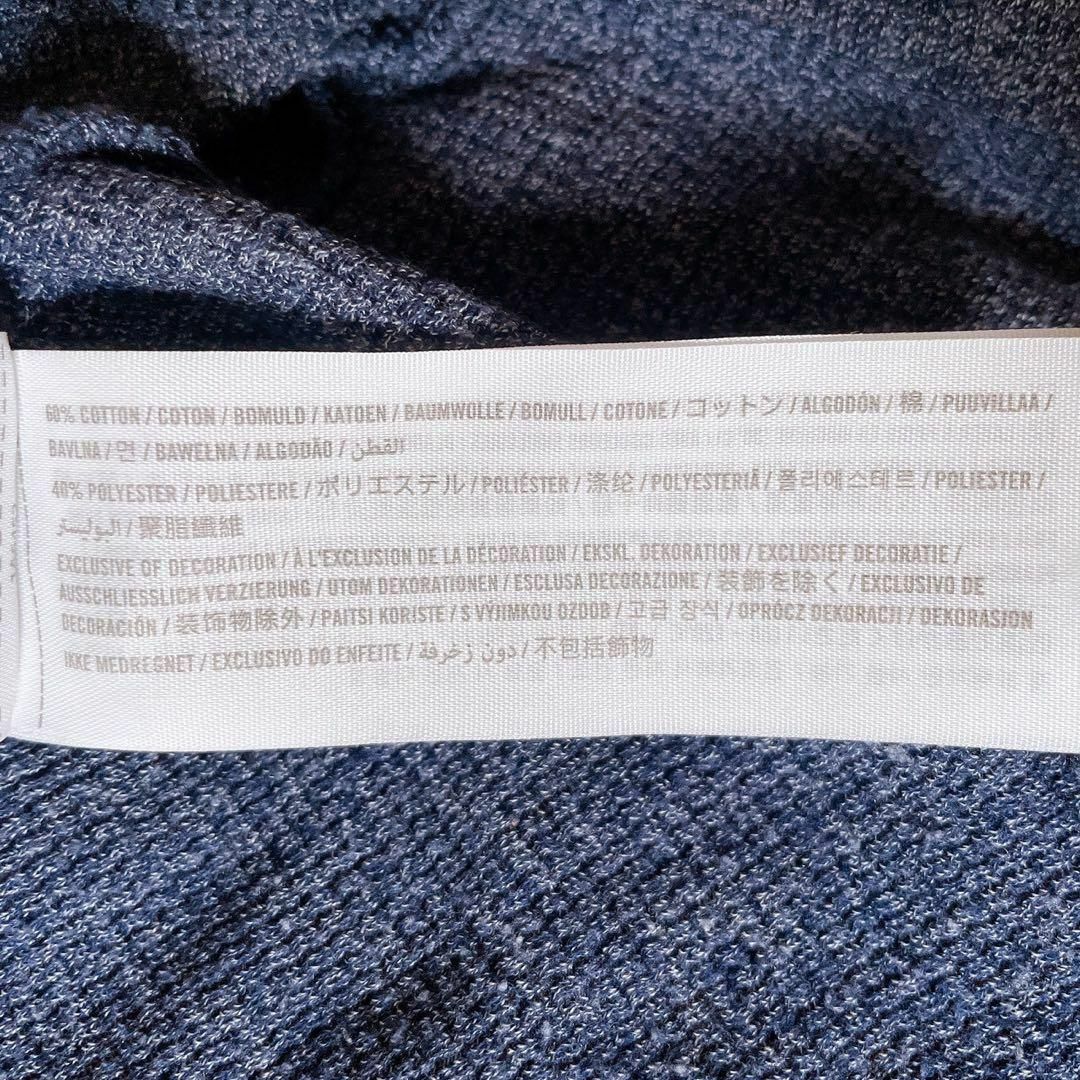 60% COTTON / COTON / BOMULD / KATOEN / BAUMWOLLE / BOMULL / COTONE / コットン / ALGODÓN / 棉 / PUUVILLAA /
BAVLNA / 면 / BAWEŁNA / ALGODÃO / القطن
40% POLYESTER / POLIESTERE / ポリエステル / POLIÉSTER / 涤纶 / POLYESTERIÄ /폴리에스테르 / POLIESTER /
البوليستر / 聚脂纖維
EXCLUSIVE OF DECORATION / À L'EXCLUSION DE LA DÉCORATION / EKSKL. DEKORATION / EXCLUSIEF DECORATIE /
AUSSCHLIESSLICH VERZIERUNG / UTOM DEKORATIONEN / ESCLUSA DECORAZIONE / 装飾を除く / EXCLUSIVO DE
DECORACIÓN / 装饰物除外 / PAITSI KORISTE / S VÝJIMKOU OZDOB / 고급 장식 / OPRÓCZ DEKORACJI / DEKORASION
IKKE MEDREGNET / EXCLUSIVO DO ENFEITE / دون زخرفة / 不包括飾物